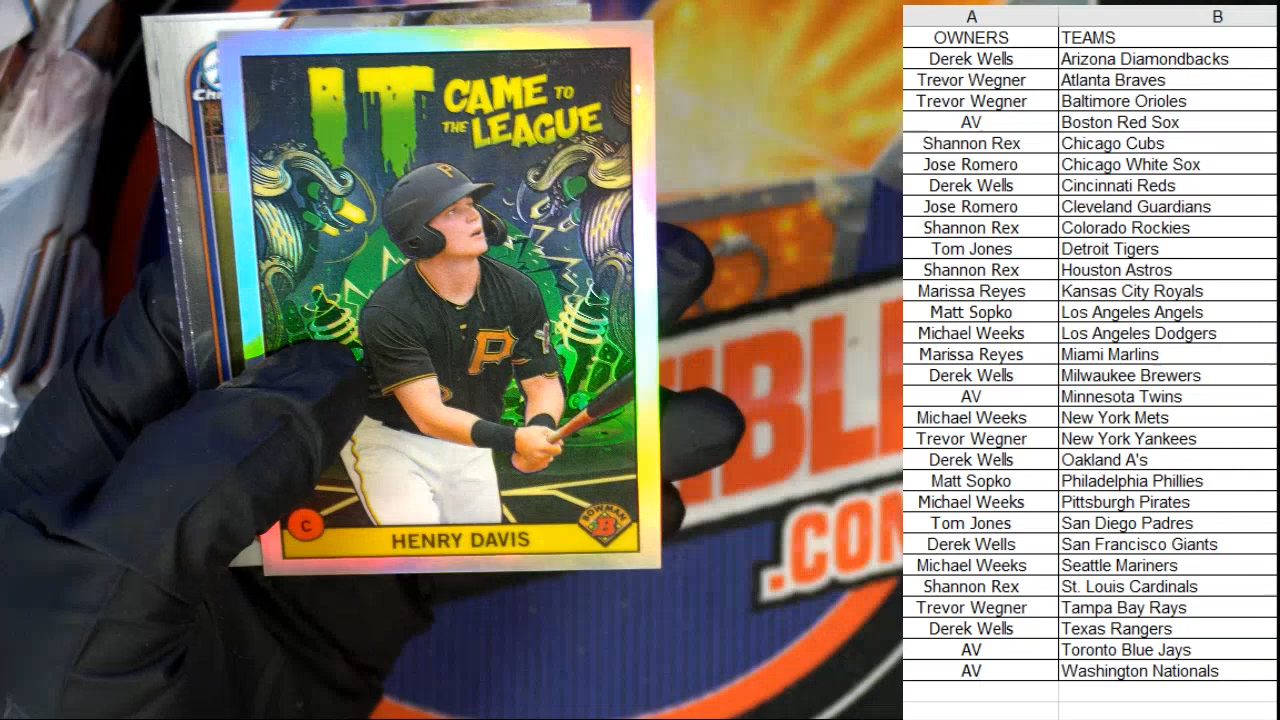 Ch
IT CAME TO
THE LEAGUE
P
P
C
BOWMAN
B
HENRY DAVIS
IBL
.CON
A B
OWNERS TEAMS
Derek Wells Arizona Diamondbacks
Trevor Wegner Atlanta Braves
Trevor Wegner Baltimore Orioles
AV Boston Red Sox
Shannon Rex Chicago Cubs
Jose Romero Chicago White Sox
Derek Wells Cincinnati Reds
Jose Romero Cleveland Guardians
Shannon Rex Colorado Rockies
Tom Jones Detroit Tigers
Shannon Rex Houston Astros
Marissa Reyes Kansas City Royals
Matt Sopko Los Angeles Angels
Michael Weeks Los Angeles Dodgers
Marissa Reyes Miami Marlins
Derek Wells Milwaukee Brewers
AV Minnesota Twins
Michael Weeks New York Mets
Trevor Wegner New York Yankees
Derek Wells Oakland A's
Matt Sopko Philadelphia Phillies
Michael Weeks Pittsburgh Pirates
Tom Jones San Diego Padres
Derek Wells San Francisco Giants
Michael Weeks Seattle Mariners
Shannon Rex St. Louis Cardinals
Trevor Wegner Tampa Bay Rays
Derek Wells Texas Rangers
AV Toronto Blue Jays
AV Washington Nationals